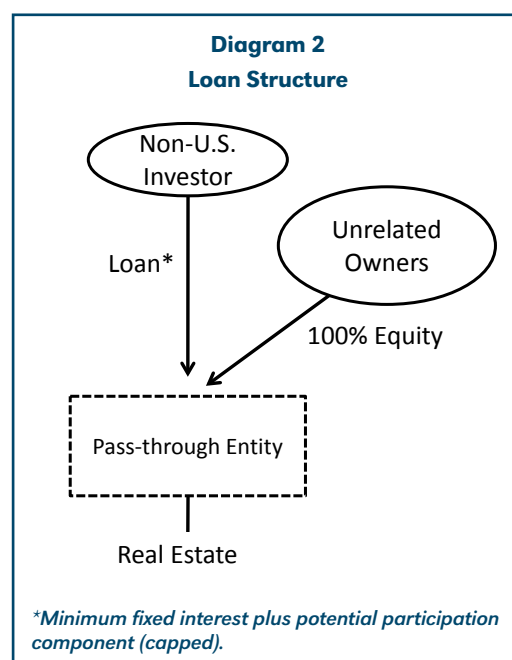 Diagram 2
Loan Structure
Non-U.S.
Investor
Unrelated
Owners
Loan*
100% Equity
Pass-through Entity
Real Estate
*Minimum fixed interest plus potential participation
component (capped).